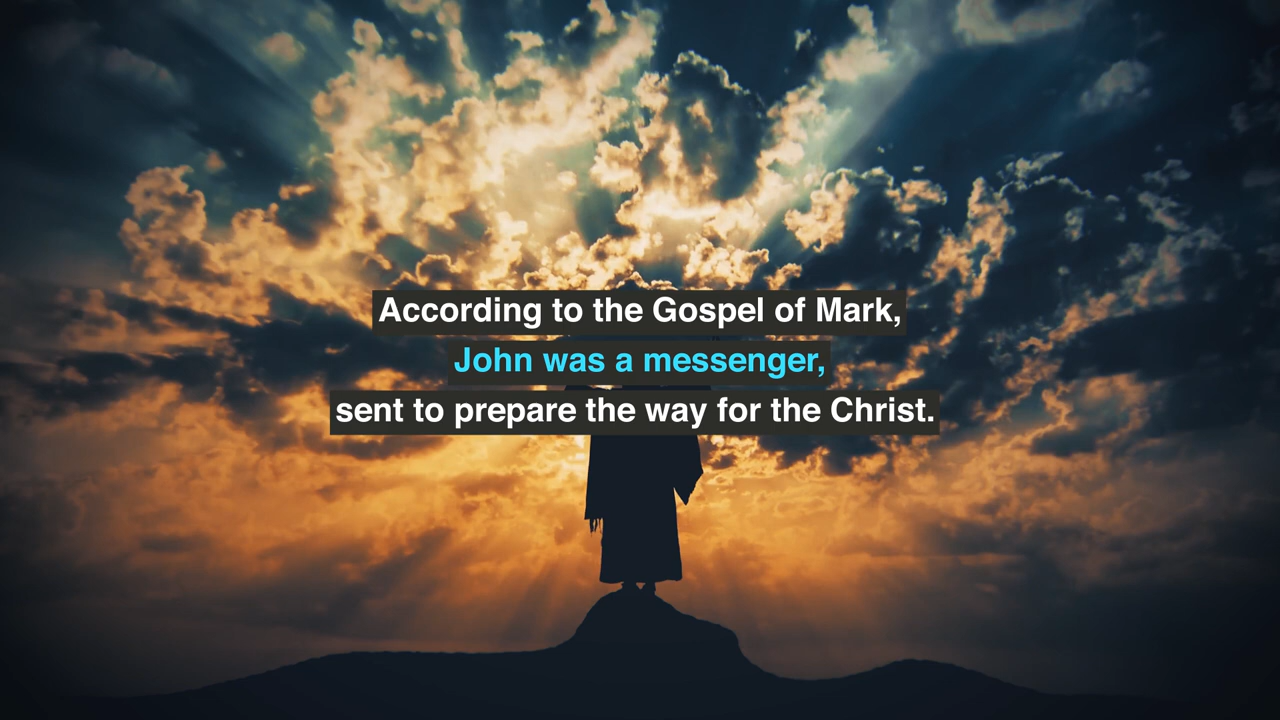 According to the Gospel of Mark,
John was a messenger,
sent to prepare the way for the Christ.